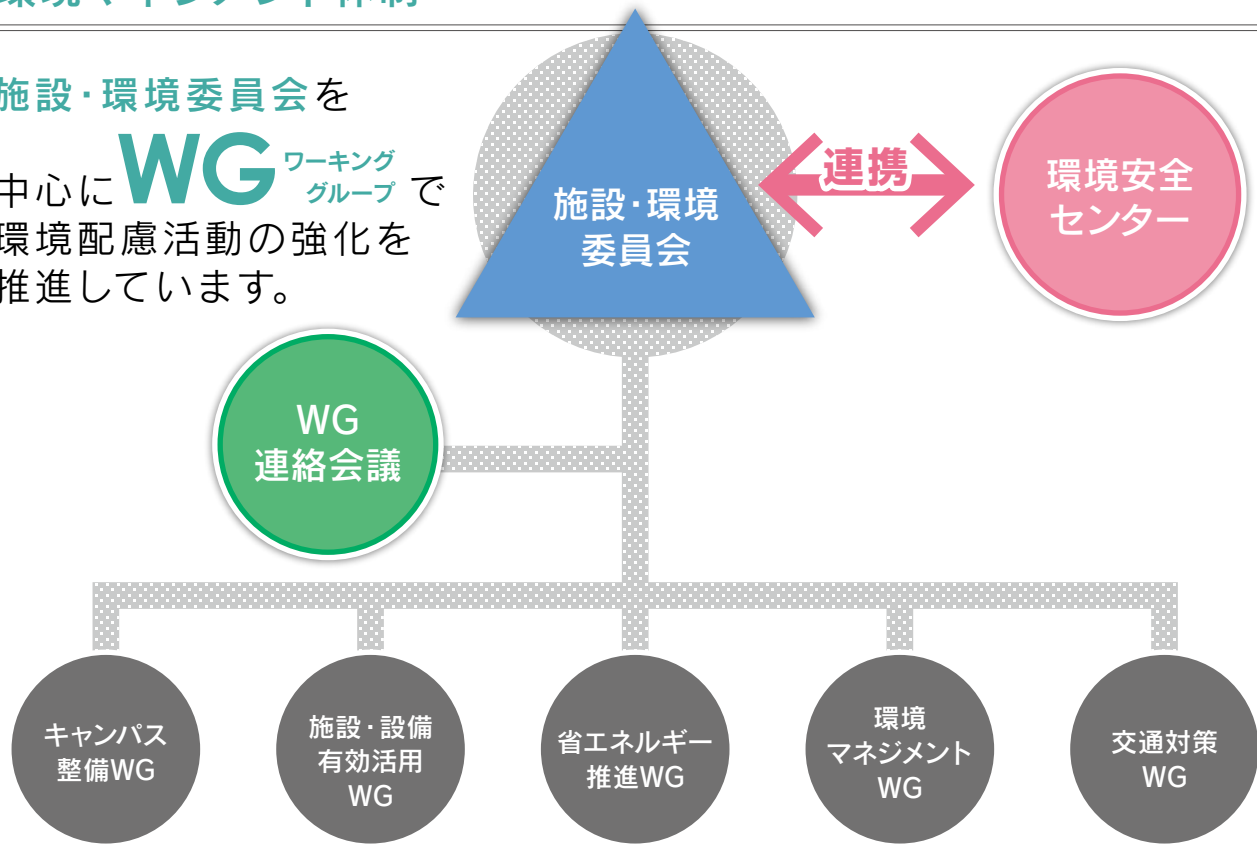 環境マネジメント体制
施設・環境委員会を
中心にWGワーキンググループで
環境配慮活動の強化を
推進しています。
施設・環境
委員会
連携
環境安全
センター
WG
連絡会議
キャンパス
整備WG
施設・設備
有効活用
WG
省エネルギー
推進WG
環境
マネジメント
WG
交通対策
WG